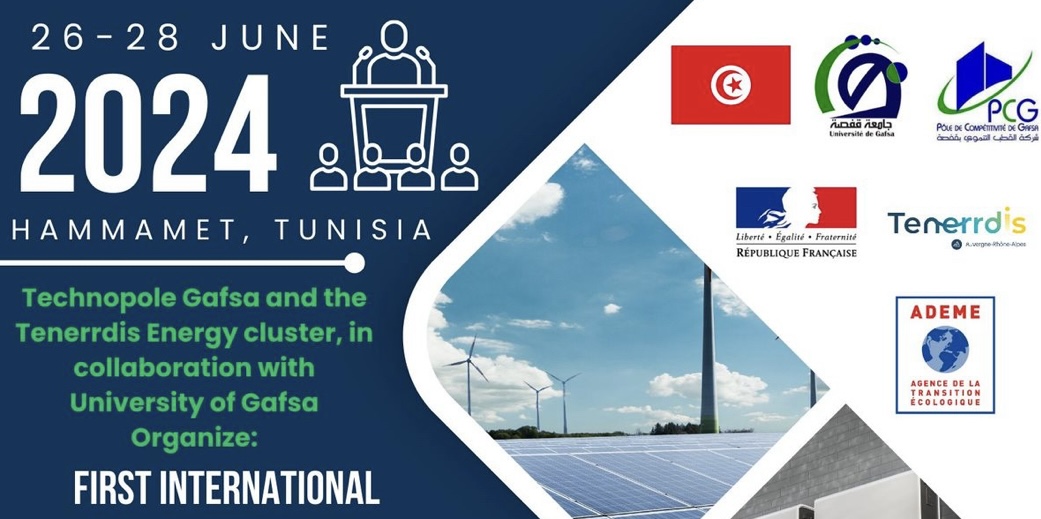 26-28 JUNE
2024
HAMMAMET, TUNISIA
Technopole Gafsa and the
Tenerrdis Energy cluster, in
collaboration with
University of Gafsa
Organize:
FIRST INTERNATIONAL
جامعة قفصة
Université de Gafsa
PCG
PÔLE DE COMPÉTITIVITÉ DE GAFSA
شركة القطب التنموي بقفصة
Liberté • Égalité • Fraternité
RÉPUBLIQUE FRANÇAISE
Tenerrdis
Auvergne-Rhône-Alpes
ADEME
AGENCE DE LA
TRANSITION
ÉCOLOGIQUE